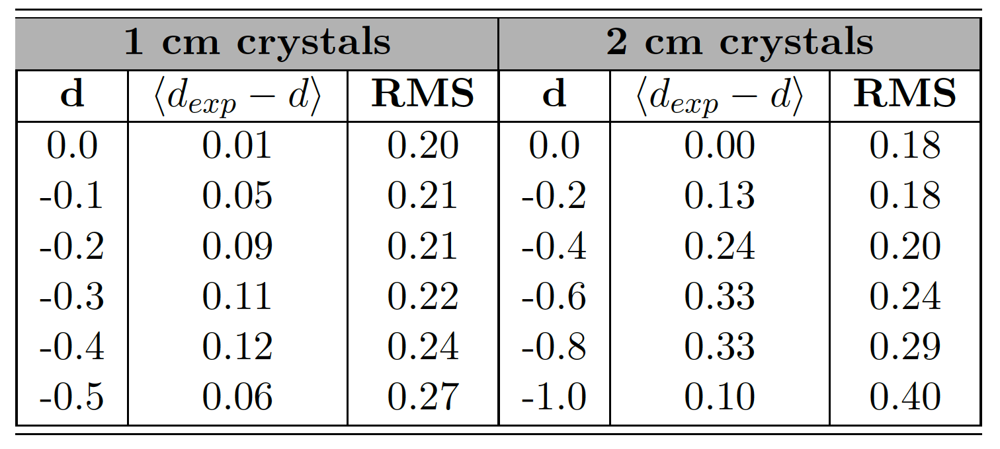 1 cm crystals 2 cm crystals
d ⟨d_exp − d⟩ RMS d ⟨d_exp − d⟩ RMS
0.0 0.01 0.20 0.0 0.00 0.18
-0.1 0.05 0.21 -0.2 0.13 0.18
-0.2 0.09 0.21 -0.4 0.24 0.20
-0.3 0.11 0.22 -0.6 0.33 0.24
-0.4 0.12 0.24 -0.8 0.33 0.29
-0.5 0.06 0.27 -1.0 0.10 0.40